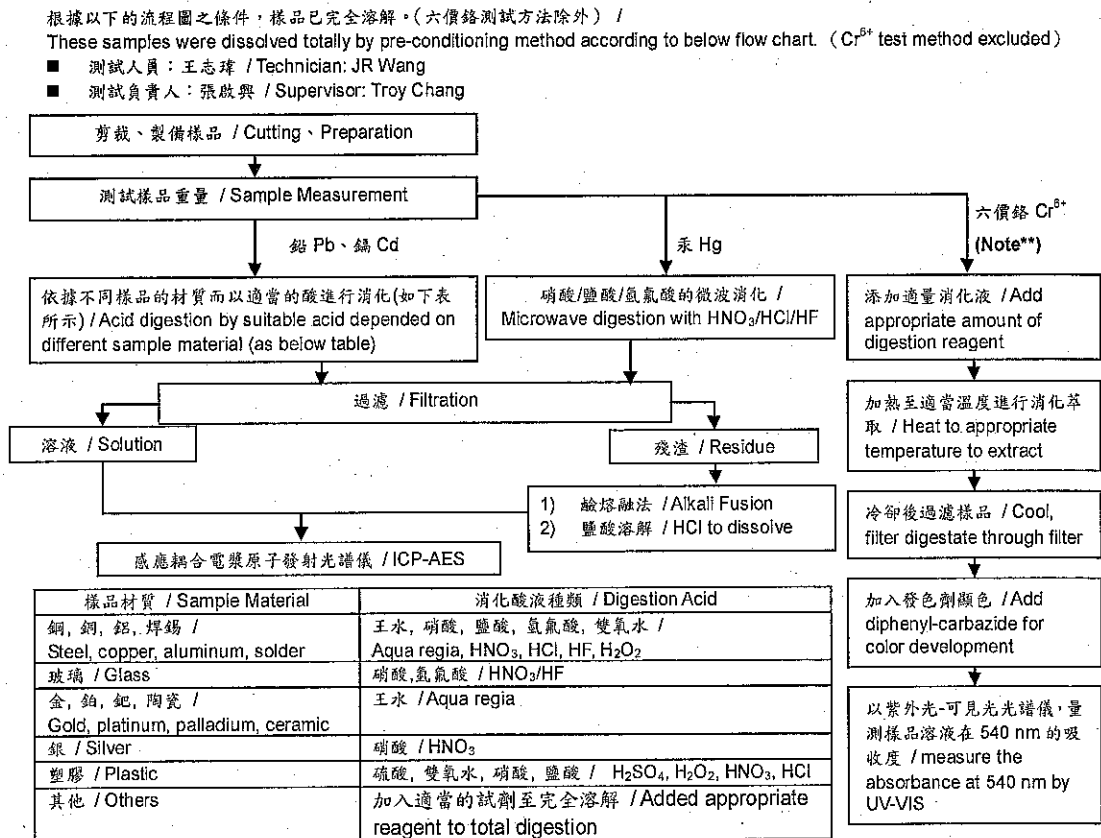 根據以下的流程圖之條件，樣品已完全溶解。(六價鉻測試方法除外) /
These samples were dissolved totally by pre-conditioning method according to below flow chart. (Cr6+ test method excluded)
■ 測試人員：王志瑋 / Technician: JR Wang
■ 測試負責人：張啟興 / Supervisor: Troy Chang
剪裁、製備樣品 / Cutting、Preparation
測試樣品重量 / Sample Measurement
鉛 Pb、鎘 Cd
汞 Hg
六價鉻 Cr6+
(Note**)
依據不同樣品的材質而以適當的酸進行消化(如下表
所示) / Acid digestion by suitable acid depended on
different sample material (as below table)
硝酸/鹽酸/氫氟酸的微波消化 /
Microwave digestion with HNO3/HCl/HF
添加適量消化液 / Add
appropriate amount of
digestion reagent
過濾 / Filtration
加熱至適當溫度進行消化萃
取 / Heat to appropriate
temperature to extract
溶液 / Solution
殘渣 / Residue
1) 鹼熔融法 / Alkali Fusion
2) 鹽酸溶解 / HCl to dissolve
冷卻後過濾樣品 / Cool,
filter digestate through filter
感應耦合電漿原子發射光譜儀 / ICP-AES
加入發色劑顯色 / Add
diphenyl-carbazide for
color development
以紫外光-可見光光譜儀，量
測樣品溶液在 540 nm 的吸
收度 / measure the
absorbance at 540 nm by
UV-VIS
樣品材質 / Sample Material 消化酸液種類 / Digestion Acid
鋼, 銅, 鋁, 焊錫 / 王水, 硝酸, 鹽酸, 氫氟酸, 雙氧水 /
Steel, copper, aluminum, solder Aqua regia, HNO3, HCl, HF, H2O2
玻璃 / Glass 硝酸,氫氟酸 / HNO3/HF
金, 鉑, 鈀, 陶瓷 / 王水 / Aqua regia
Gold, platinum, palladium, ceramic
銀 / Silver 硝酸 / HNO3
塑膠 / Plastic 硫酸, 雙氧水, 硝酸, 鹽酸 / H2SO4, H2O2, HNO3, HCl
其他 / Others 加入適當的試劑至完全溶解 / Added appropriate
reagent to total digestion